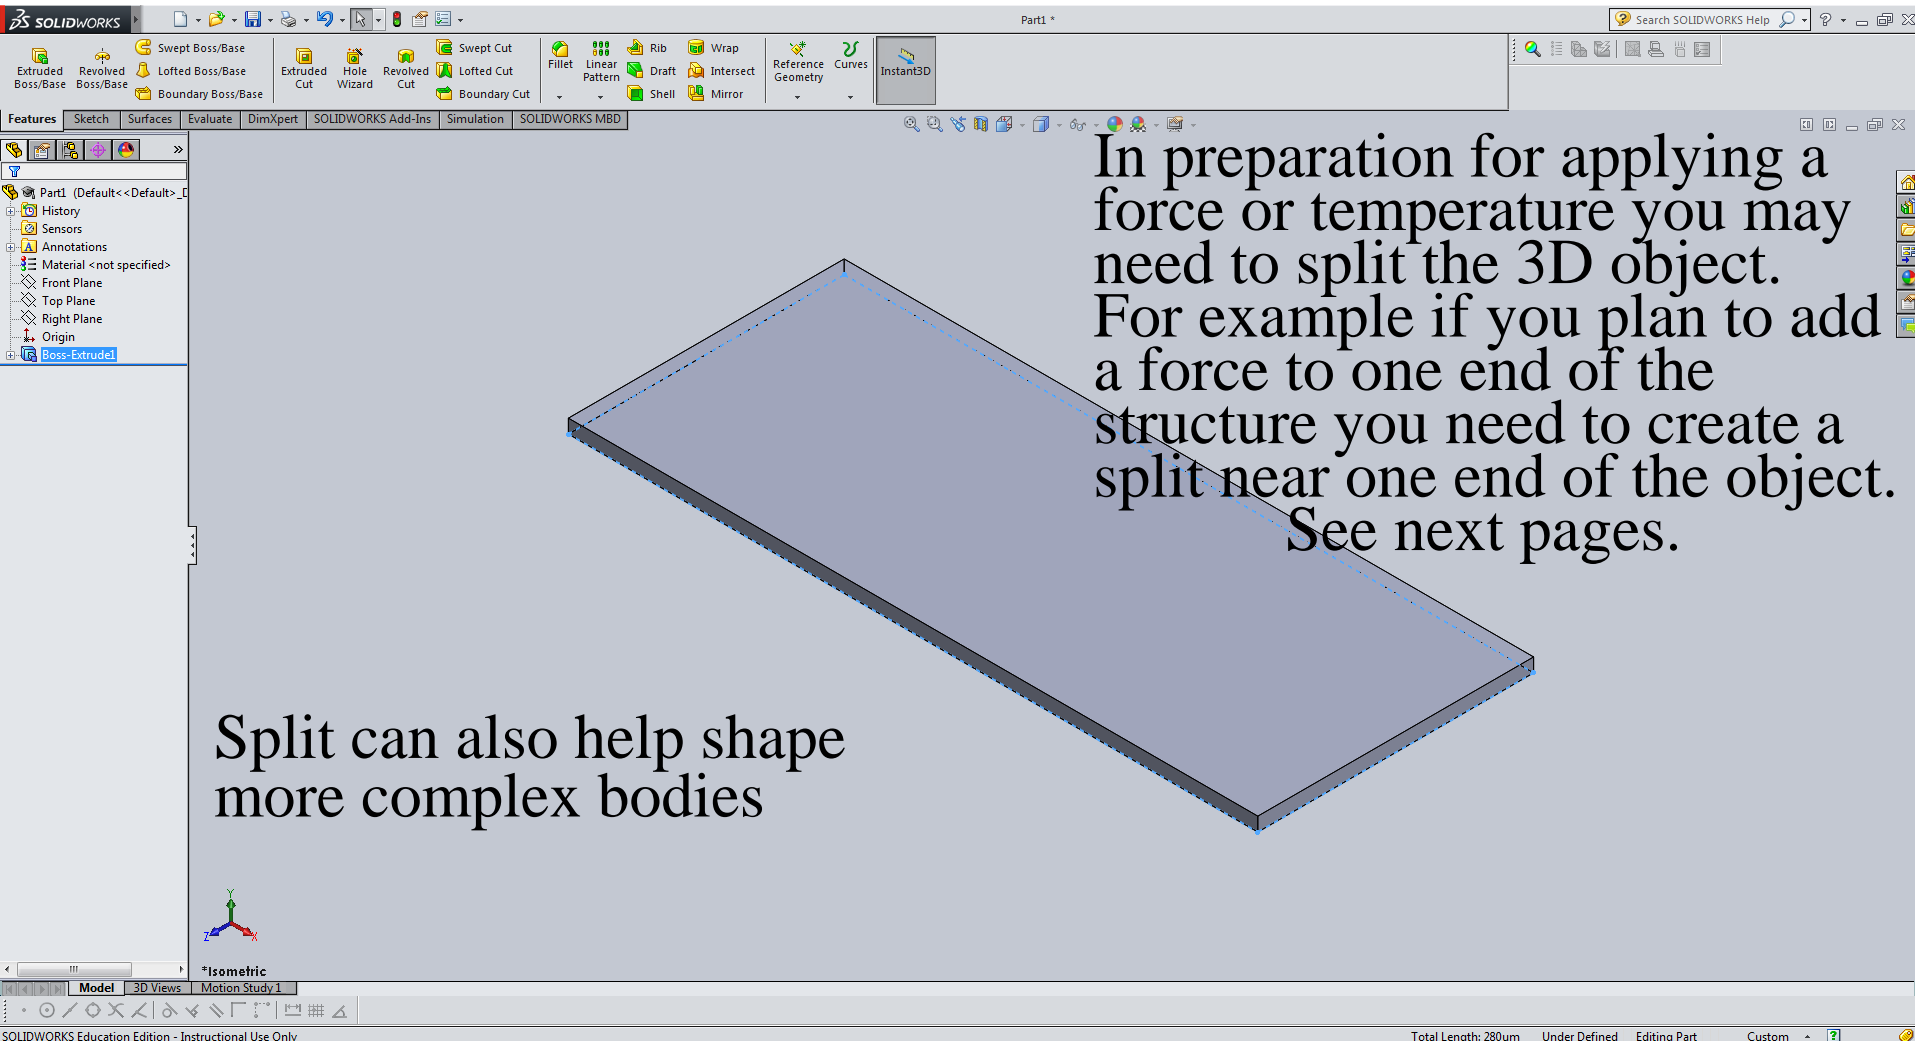 SOLIDWORKS
Part1 *
Search SOLIDWORKS Help
Extruded Boss/Base
Revolved Boss/Base
Swept Boss/Base
Lofted Boss/Base
Boundary Boss/Base
Extruded Cut
Hole Wizard
Revolved Cut
Swept Cut
Lofted Cut
Boundary Cut
Fillet
Linear Pattern
Rib
Draft
Shell
Wrap
Intersect
Mirror
Reference Geometry
Curves
Instant3D
Features
Sketch
Surfaces
Evaluate
DimXpert
SOLIDWORKS Add-Ins
Simulation
SOLIDWORKS MBD
Part1 (Default<<Default>_D
History
Sensors
Annotations
Material <not specified>
Front Plane
Top Plane
Right Plane
Origin
Boss-Extrude1
In preparation for applying a
force or temperature you may
need to split the 3D object.
For example if you plan to add
a force to one end of the
structure you need to create a
split near one end of the object.
See next pages.
Split can also help shape
more complex bodies
Y
Z
X
*Isometric
Model
3D Views
Motion Study 1
SOLIDWORKS Education Edition - Instructional Use Only
Total Length: 280um
Under Defined
Editing Part
Custom